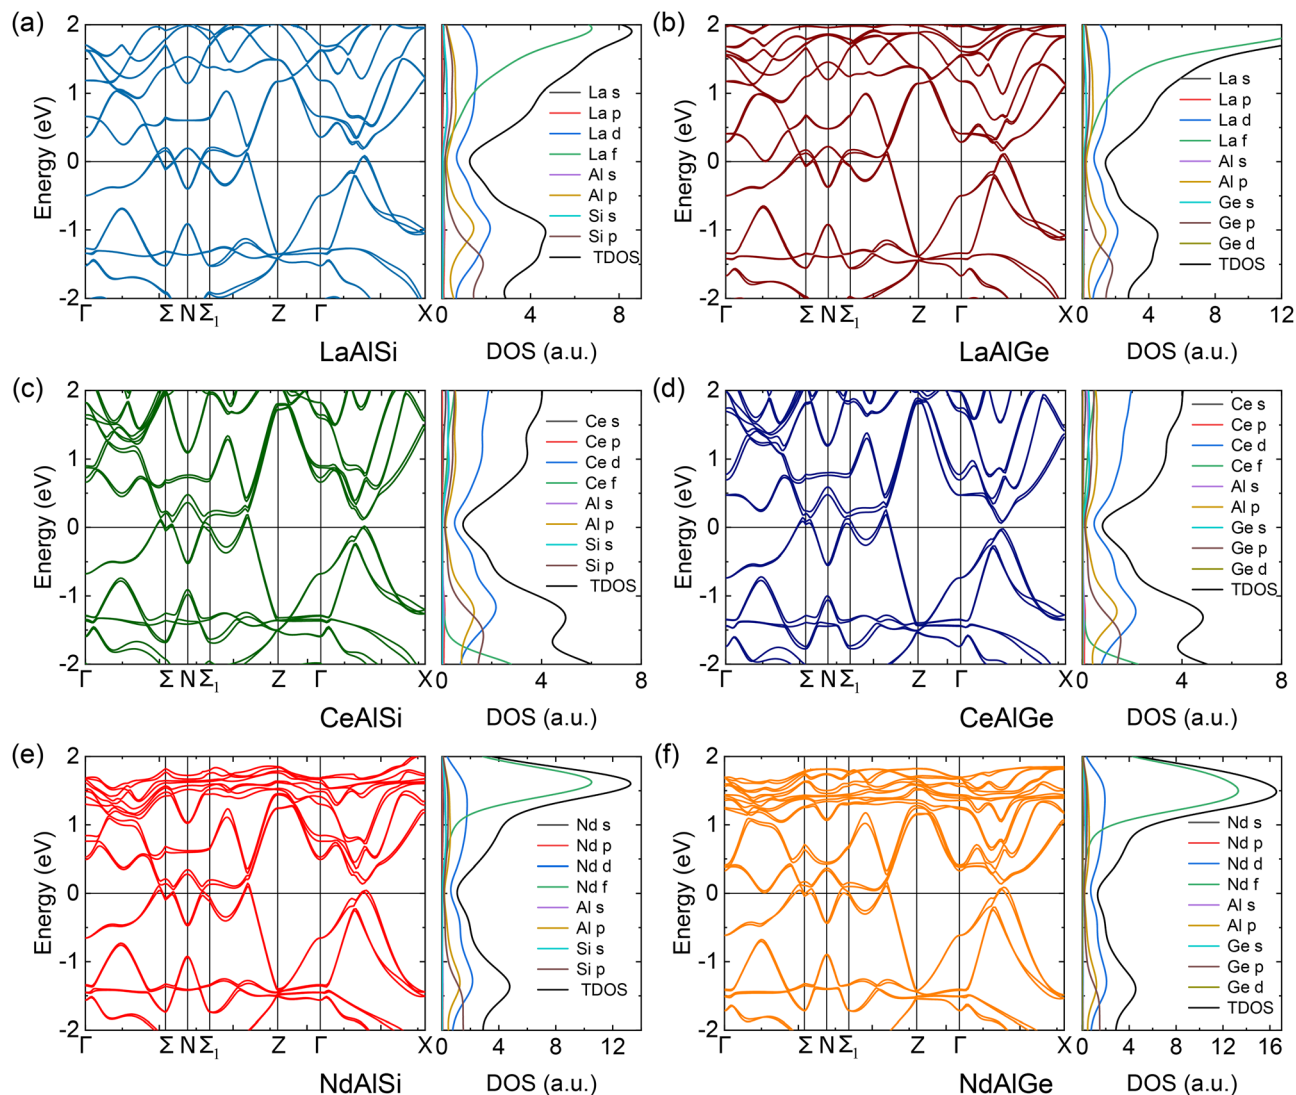 (a)
2
1
0
-1
-2
Energy (eV)
Γ Σ N Σ1 Z Γ X
LaAlSi
La s
La p
La d
La f
Al s
Al p
Si s
Si p
TDOS
0 4 8
DOS (a.u.)
(b)
2
1
0
-1
-2
Energy (eV)
Γ Σ N Σ1 Z Γ X
LaAlGe
La s
La p
La d
La f
Al s
Al p
Ge s
Ge p
Ge d
TDOS
0 4 8 12
DOS (a.u.)
(c)
2
1
0
-1
-2
Energy (eV)
Γ Σ N Σ1 Z Γ X
CeAlSi
Ce s
Ce p
Ce d
Ce f
Al s
Al p
Si s
Si p
TDOS
0 4 8
DOS (a.u.)
(d)
2
1
0
-1
-2
Energy (eV)
Γ Σ N Σ1 Z Γ X
CeAlGe
Ce s
Ce p
Ce d
Ce f
Al s
Al p
Ge s
Ge p
Ge d
TDOS
0 4 8
DOS (a.u.)
(e)
2
1
0
-1
-2
Energy (eV)
Γ Σ N Σ1 Z Γ X
NdAlSi
Nd s
Nd p
Nd d
Nd f
Al s
Al p
Si s
Si p
TDOS
0 4 8 12
DOS (a.u.)
(f)
2
1
0
-1
-2
Energy (eV)
Γ Σ N Σ1 Z Γ X
NdAlGe
Nd s
Nd p
Nd d
Nd f
Al s
Al p
Ge s
Ge p
Ge d
TDOS
0 4 8 12 16
DOS (a.u.)